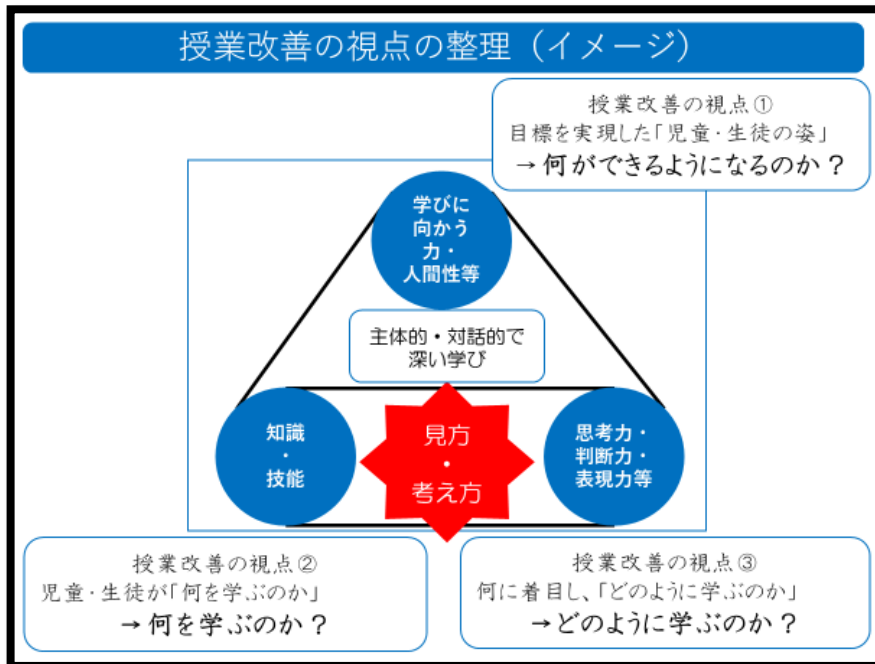 授業改善の視点の整理（イメージ）
授業改善の視点①
目標を実現した「児童・生徒の姿」
→何ができるようになるのか？
学びに
向かう
力・
人間性等
主体的・対話的で
深い学び
知識
・
技能
見方
・
考え方
思考力・
判断力・
表現力等
授業改善の視点②
児童・生徒が「何を学ぶのか」
→何を学ぶのか？
授業改善の視点③
何に着目し、「どのように学ぶのか」
→どのように学ぶのか？